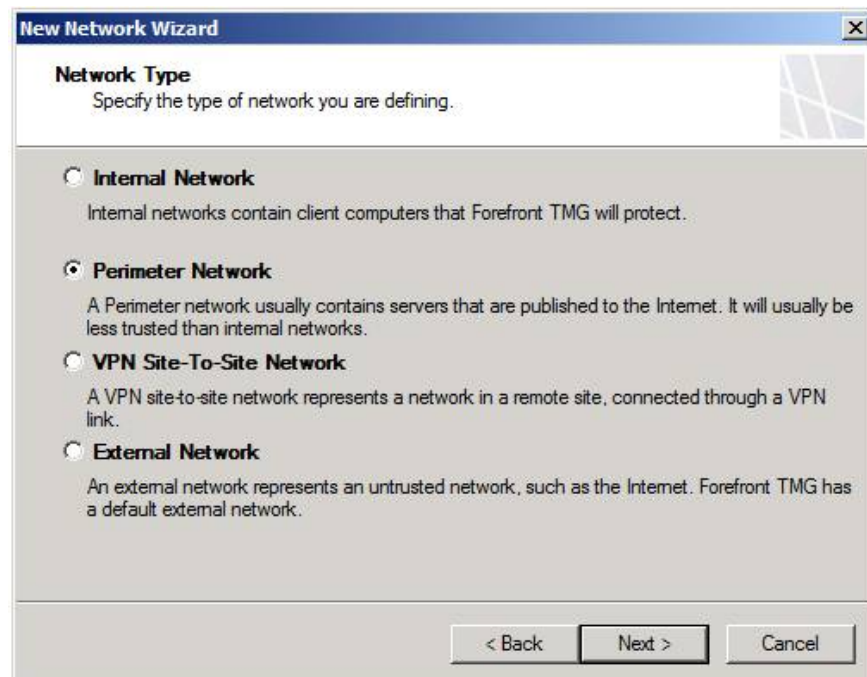 New Network Wizard
Network Type
Specify the type of network you are defining.
Internal Network
Internal networks contain client computers that Forefront TMG will protect.
Perimeter Network
A Perimeter network usually contains servers that are published to the Internet. It will usually be
less trusted than internal networks.
VPN Site-To-Site Network
A VPN site-to-site network represents a network in a remote site, connected through a VPN
link.
External Network
An external network represents an untrusted network, such as the Internet. Forefront TMG has
a default external network.
< Back Next > Cancel